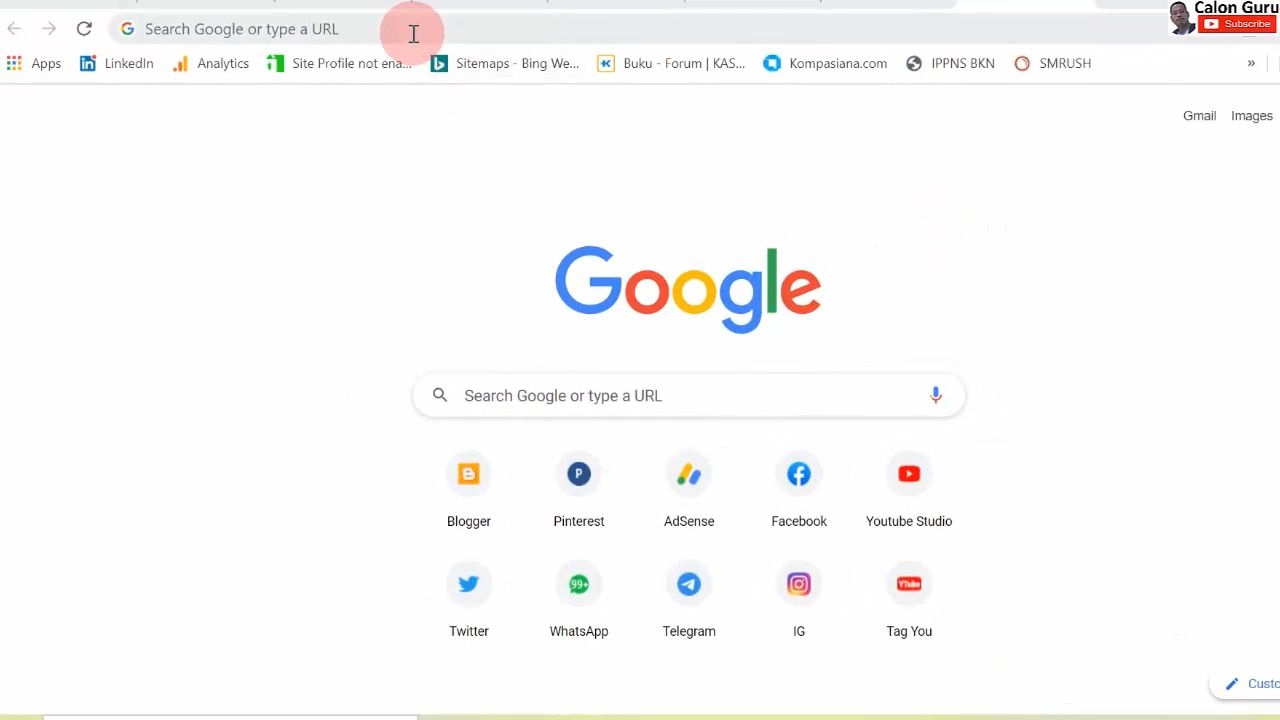 Calon Guru
Subscribe
Search Google or type a URL
Apps LinkedIn Analytics Site Profile not ena... Sitemaps - Bing We... Buku - Forum | KAS... Kompasiana.com IPPNS BKN SMRUSH »
Gmail Images
Google
Search Google or type a URL
Blogger Pinterest AdSense Facebook Youtube Studio
99+ YTube
Twitter WhatsApp Telegram IG Tag You
Custo